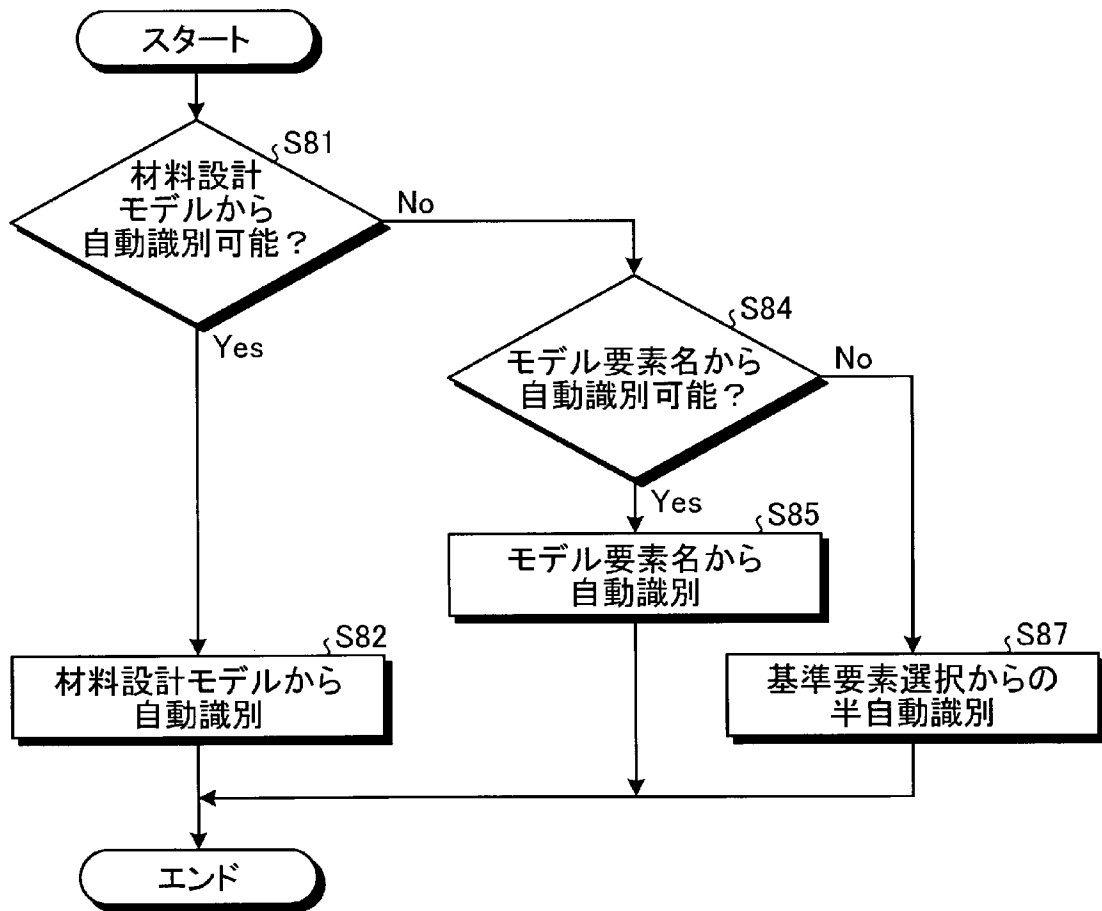 スタート
S81
材料設計
モデルから
自動識別可能？
No
Yes
S84
モデル要素名から
自動識別可能？
No
Yes
S85
モデル要素名から
自動識別
S82
材料設計モデルから
自動識別
S87
基準要素選択からの
半自動識別
エンド